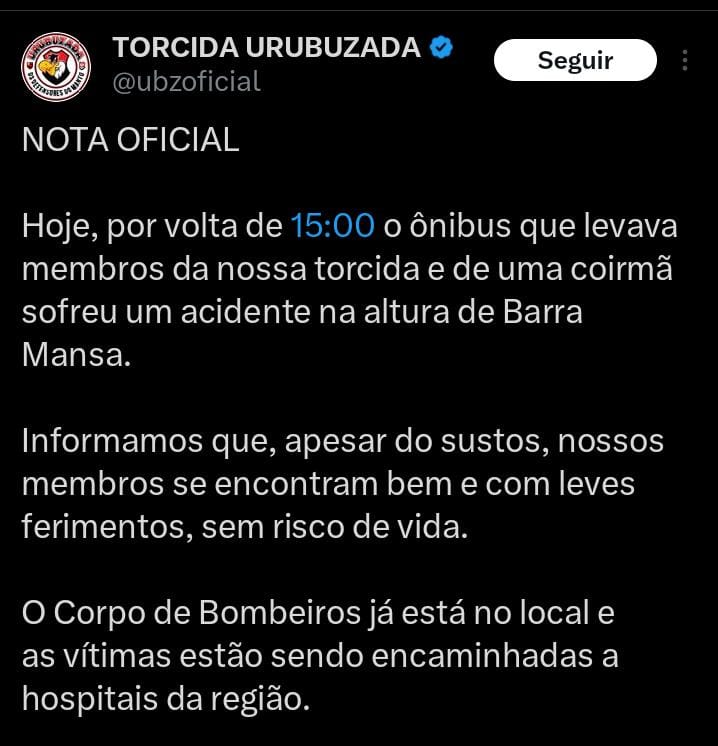 TORCIDA URUBUZADA
@ubzoficial
Seguir
URUBUZADA
OS DEFENSORES DO MANTO
NOTA OFICIAL
Hoje, por volta de 15:00 o ônibus que levava
membros da nossa torcida e de uma coirmã
sofreu um acidente na altura de Barra
Mansa.
Informamos que, apesar do sustos, nossos
membros se encontram bem e com leves
ferimentos, sem risco de vida.
O Corpo de Bombeiros já está no local e
as vítimas estão sendo encaminhadas a
hospitais da região.